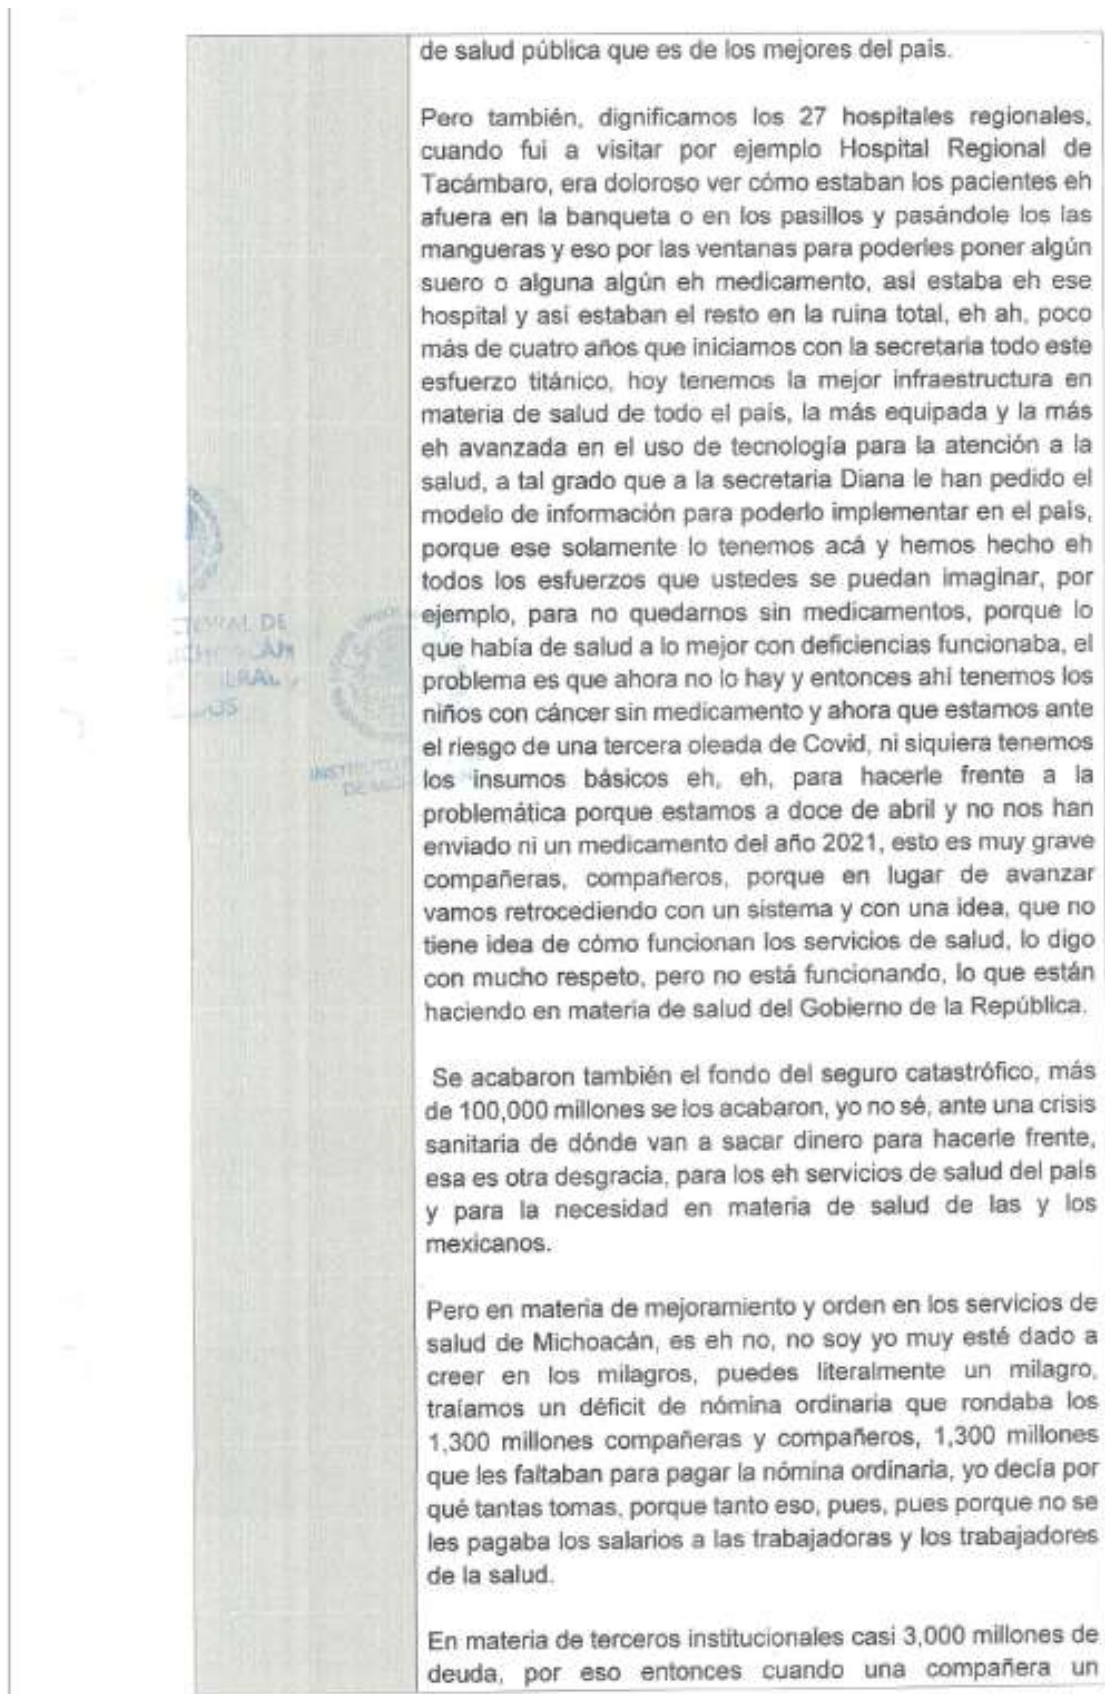 de salud pública que es de los mejores del país.
Pero también, dignificamos los 27 hospitales regionales,
cuando fui a visitar por ejemplo Hospital Regional de
Tacámbaro, era doloroso ver cómo estaban los pacientes eh
afuera en la banqueta o en los pasillos y pasándole los las
mangueras y eso por las ventanas para poderles poner algún
suero o alguna algún eh medicamento, así estaba eh ese
hospital y así estaban el resto en la ruina total, eh ah, poco
más de cuatro años que iniciamos con la secretaria todo este
esfuerzo titánico, hoy tenemos la mejor infraestructura en
materia de salud de todo el país, la más equipada y la más
eh avanzada en el uso de tecnología para la atención a la
salud, a tal grado que a la secretaria Diana le han pedido el
modelo de información para poderlo implementar en el país,
porque ese solamente lo tenemos acá y hemos hecho eh
todos los esfuerzos que ustedes se puedan imaginar, por
ejemplo, para no quedarnos sin medicamentos, porque lo
que había de salud a lo mejor con deficiencias funcionaba, el
problema es que ahora no lo hay y entonces ahí tenemos los
niños con cáncer sin medicamento y ahora que estamos ante
el riesgo de una tercera oleada de Covid, ni siquiera tenemos
los insumos básicos eh, eh, para hacerle frente a la
problemática porque estamos a doce de abril y no nos han
enviado ni un medicamento del año 2021, esto es muy grave
compañeras, compañeros, porque en lugar de avanzar
vamos retrocediendo con un sistema y con una idea, que no
tiene idea de cómo funcionan los servicios de salud, lo digo
con mucho respeto, pero no está funcionando, lo que están
haciendo en materia de salud del Gobierno de la República.
Se acabaron también el fondo del seguro catastrófico, más
de 100,000 millones se los acabaron, yo no sé, ante una crisis
sanitaria de dónde van a sacar dinero para hacerle frente,
esa es otra desgracia, para los eh servicios de salud del país
y para la necesidad en materia de salud de las y los
mexicanos.
Pero en materia de mejoramiento y orden en los servicios de
salud de Michoacán, es eh no, no soy yo muy esté dado a
creer en los milagros, puedes literalmente un milagro,
traíamos un déficit de nómina ordinaria que rondaba los
1,300 millones compañeras y compañeros, 1,300 millones
que les faltaban para pagar la nómina ordinaria, yo decía por
qué tantas tomas, porque tanto eso, pues, pues porque no se
les pagaba los salarios a las trabajadoras y los trabajadores
de la salud.
En materia de terceros institucionales casi 3,000 millones de
deuda, por eso entonces cuando una compañera un